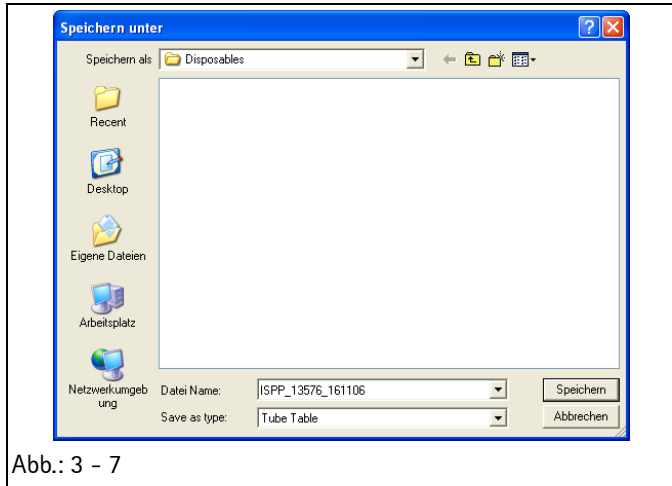 Speichern unter
Speichern als
Disposables
Recent
Desktop
Eigene Dateien
Arbeitsplatz
Netzwerkumgeb
ung
Datei Name:
ISPP_13576_161106
Speichern
Save as type:
Tube Table
Abbrechen
Abb.: 3 – 7